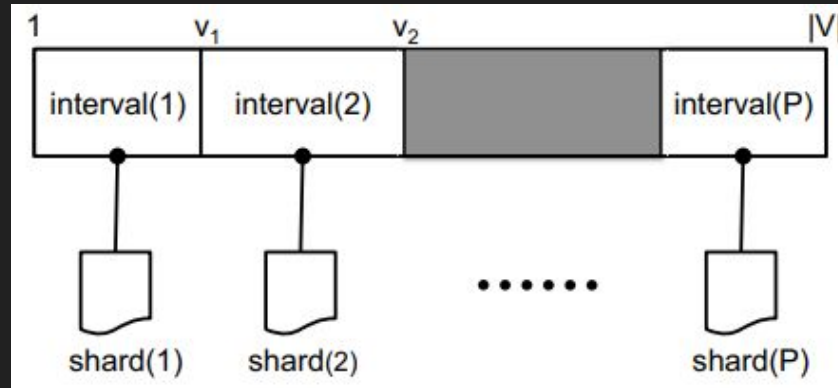 1 v₁ v₂ |V|
interval(1) interval(2) interval(P)
......
shard(1) shard(2) shard(P)